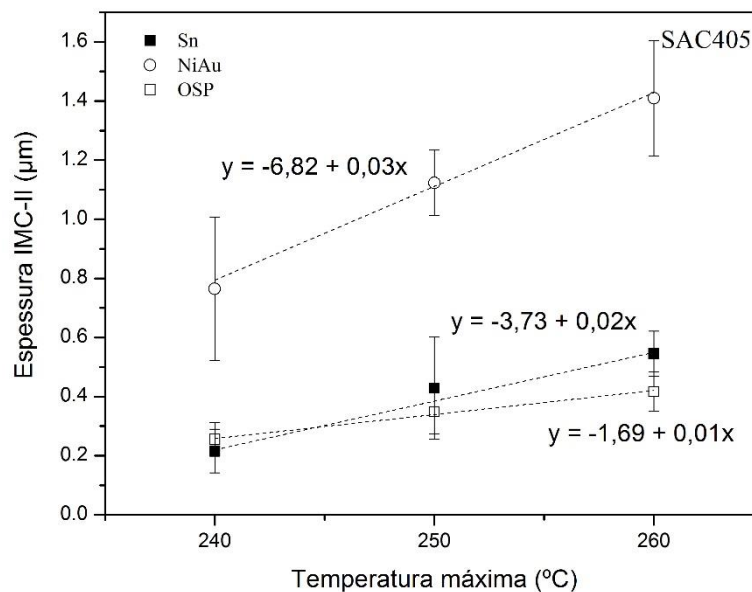 SAC405
Sn
NiAu
OSP
Espessura IMC-II (µm)
1.6
1.4
1.2
1.0
0.8
0.6
0.4
0.2
0.0
y = -6,82 + 0,03x
y = -3,73 + 0,02x
y = -1,69 + 0,01x
240
250
260
Temperatura máxima (ºC)